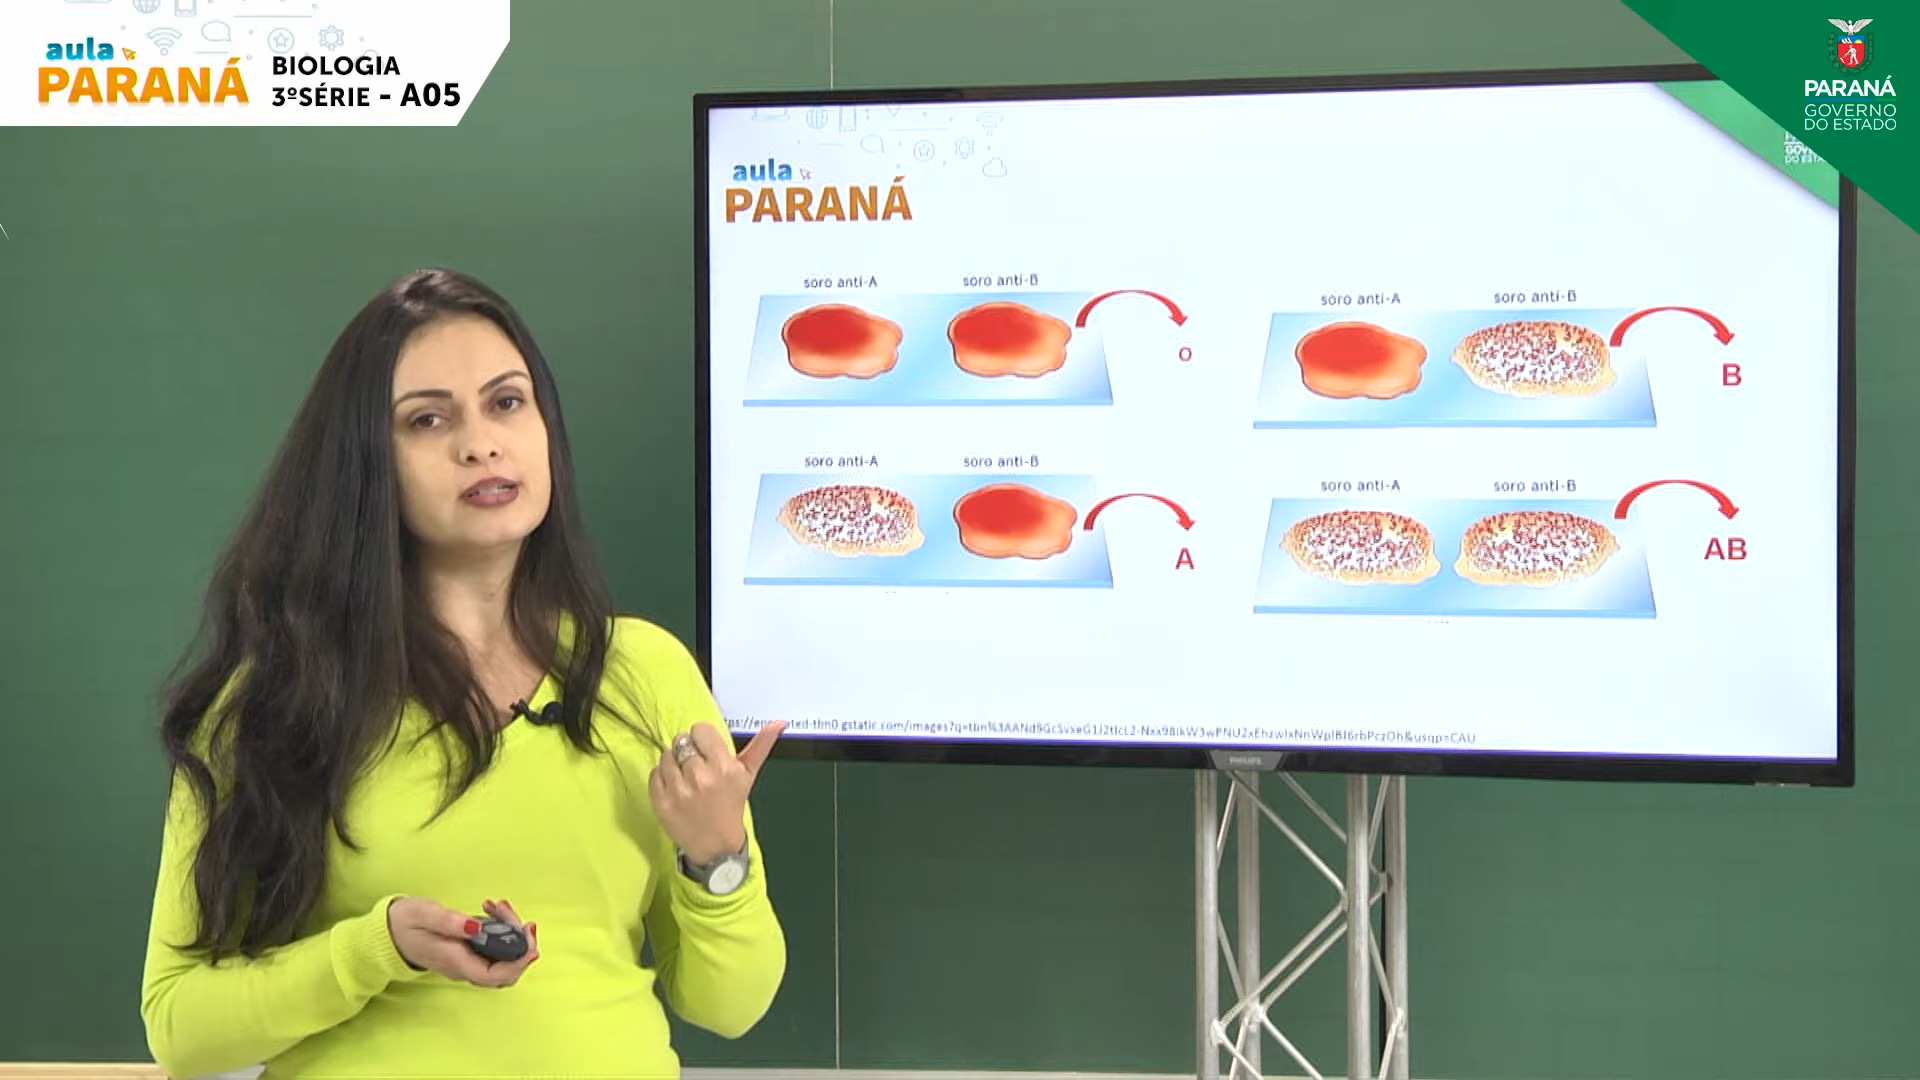 aula
PARANÁ
BIOLOGIA
3ºSÉRIE - A05
PARANÁ
GOVERNO
DO ESTADO
aula
PARANÁ
soro anti-A
soro anti-B
O
soro anti-A
soro anti-B
B
soro anti-A
soro anti-B
A
soro anti-A
soro anti-B
AB
PHILIPS